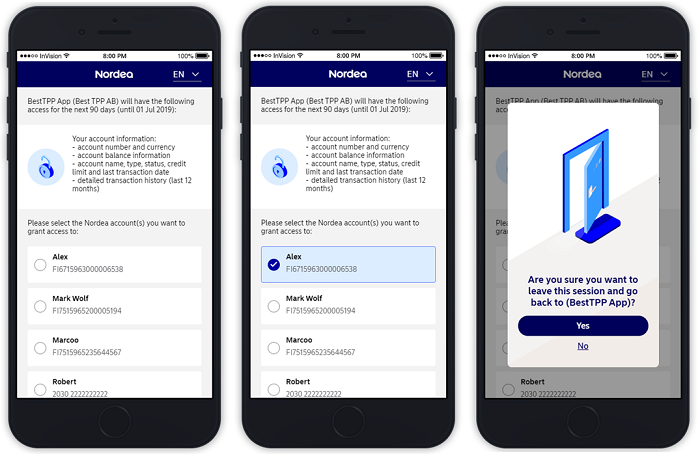 InVision
8:00 PM
100%
Nordea
EN
BestTPP App (Best TPP AB) will have the following
access for the next 90 days (until 01 Jul 2019):
Your account information:
- account number and currency
- account balance information
- account name, type, status, credit
limit and last transaction date
- detailed transaction history (last 12
months)
Please select the Nordea account(s) you want to
grant access to:
Alex
FI6715963000006538
Mark Wolf
FI7515965200005194
Marcoo
FI7515965235644567
Robert
2030 2222222222
InVision
8:00 PM
100%
Nordea
EN
BestTPP App (Best TPP AB) will have the following
access for the next 90 days (until 01 Jul 2019):
Your account information:
- account number and currency
- account balance information
- account name, type, status, credit
limit and last transaction date
- detailed transaction history (last 12
months)
Please select the Nordea account(s) you want to
grant access to:
Alex
FI6715963000006538
Mark Wolf
FI7515965200005194
Marcoo
FI7515965235644567
Robert
2030 2222222222
InVision
8:00 PM
100%
Nordea
EN
BestTPP App (Best TPP AB) will have the following
Are you sure you want to
leave this session and go
back to (BestTPP App)?
Yes
No
Robert
2030 2222222222